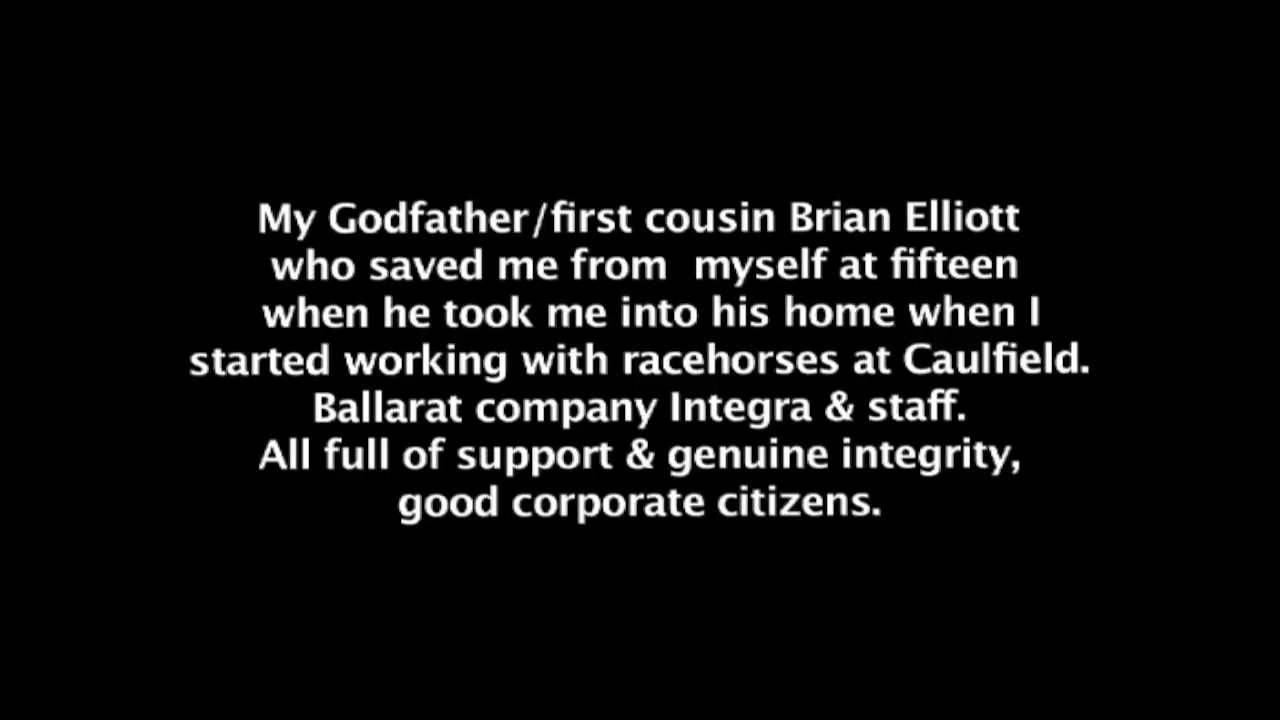 My Godfather/first cousin Brian Elliott
who saved me from  myself at fifteen
when he took me into his home when I
started working with racehorses at Caulfield.
Ballarat company Integra & staff.
All full of support & genuine integrity,
good corporate citizens.